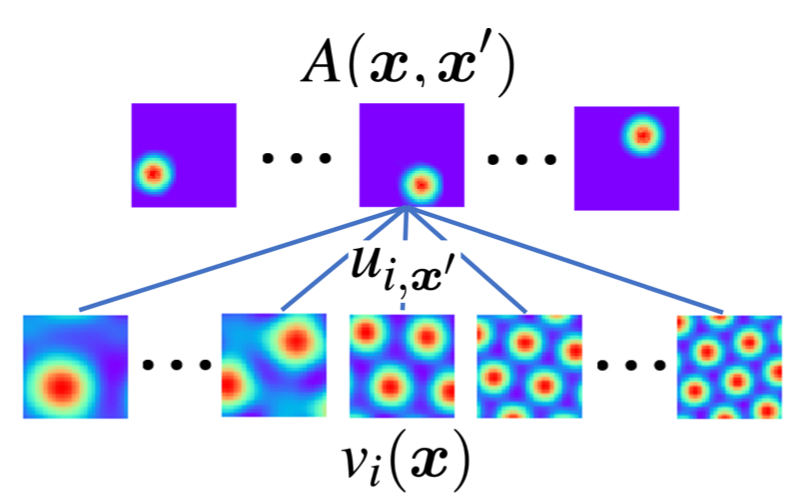 A(𝒙, 𝒙′)
• • • • • •
u_{i,𝒙′}
• • • • • •
v_i(𝒙)